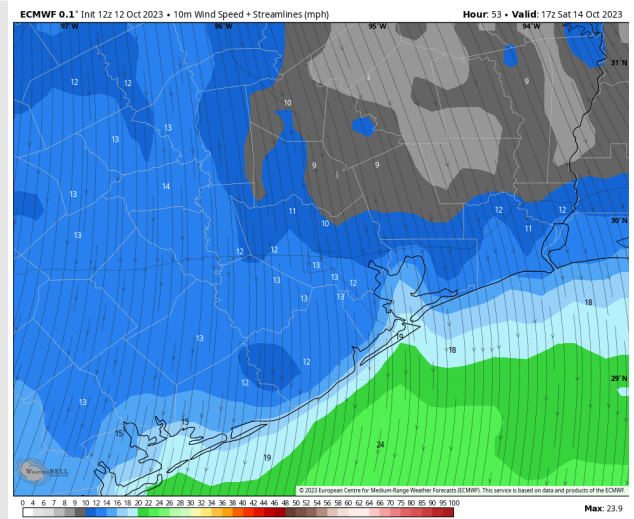 ECMWF 0.1° Init 12z 12 Oct 2023 • 10m Wind Speed + Streamlines (mph)
Hour: 53 • Valid: 17z Sat 14 Oct 2023
97°W 96°W 95°W 94°W
31°N
12 12 9
10
13 13
9 9
14
13
11 12 12
30°N
10 11
13
12 12
13 13
13 12
13 13
18
19
13 18
12
29°N
12
13
15 15
24
19
WeatherBELL
© 2023 European Centre for Medium-Range Weather Forecasts (ECMWF). This service is based on data and products of the ECMWF.
0 4 6 7 8 9 10 12 14 16 18 20 22 24 26 28 30 32 34 36 38 40 42 44 46 48 50 52 54 56 58 60 62 64 66 70 75 80 85 90 95 100
Max: 23.9